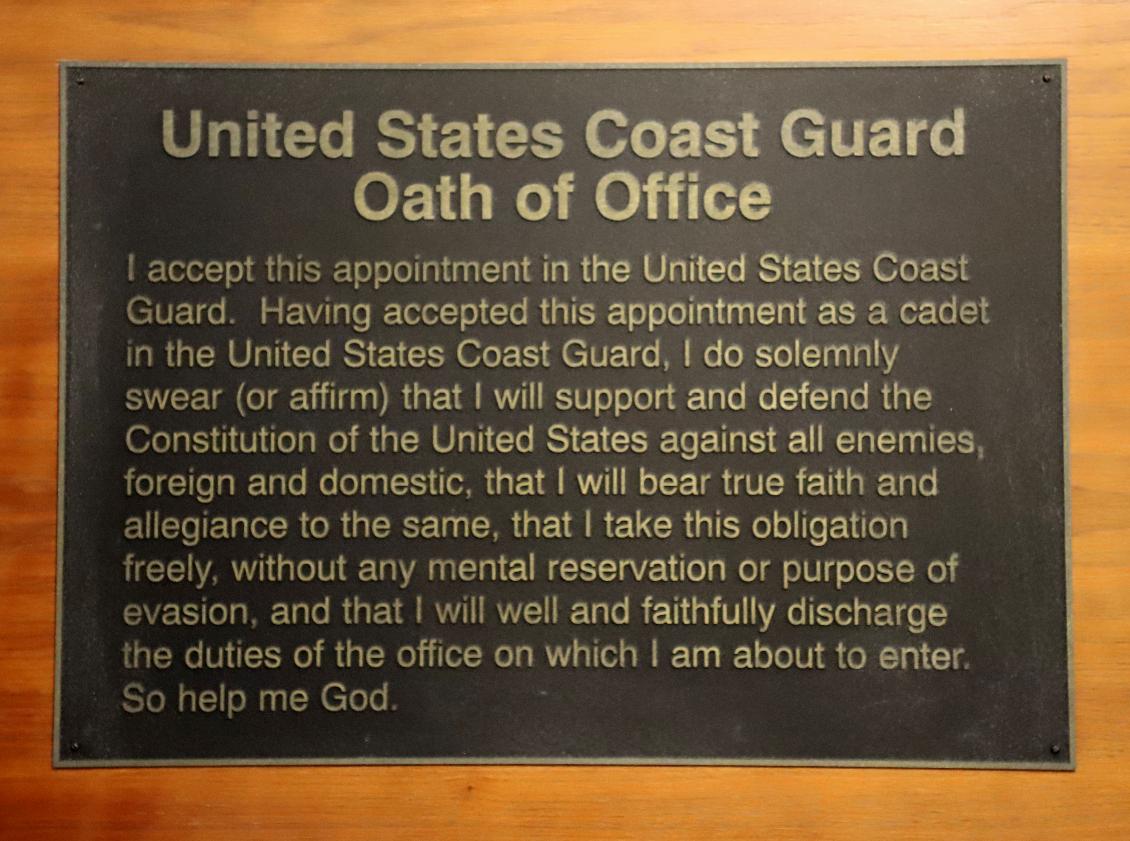 United States Coast Guard
Oath of Office
I accept this appointment in the United States Coast
Guard.  Having accepted this appointment as a cadet
in the United States Coast Guard, I do solemnly
swear (or affirm) that I will support and defend the
Constitution of the United States against all enemies,
foreign and domestic, that I will bear true faith and
allegiance to the same, that I take this obligation
freely, without any mental reservation or purpose of
evasion, and that I will well and faithfully discharge
the duties of the office on which I am about to enter.
So help me God.